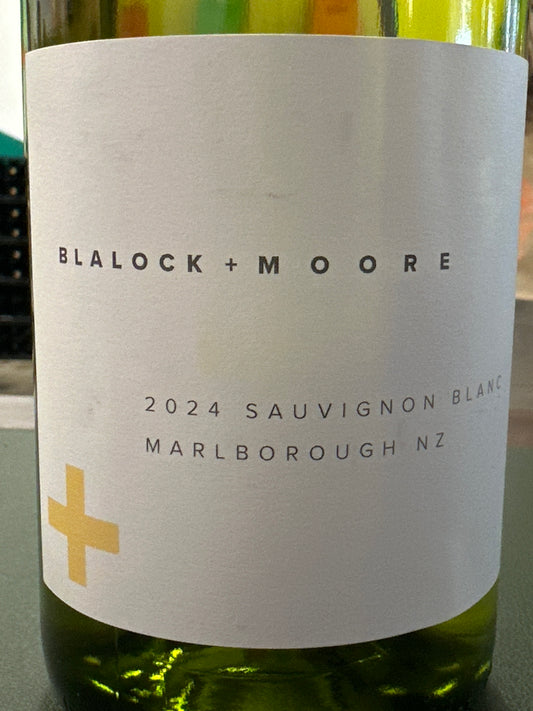 BLALOCK + MOORE
2024 SAUVIGNON BLANC
MARLBOROUGH NZ